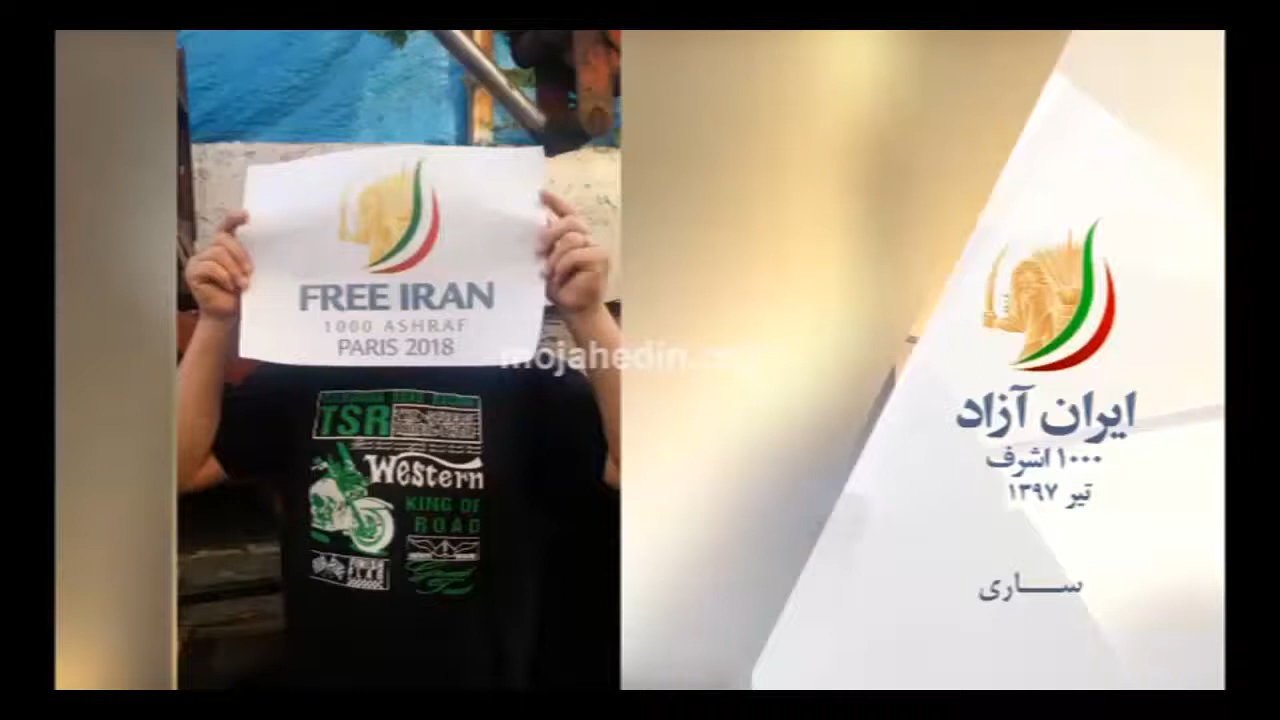 FREE IRAN
1000 ASHRAF
PARIS 2018
mojahedin.
TSR
Western
KING OF
ROAD
FINISH
ایران آزاد
۱۰۰۰ اشرف
تیر ۱۳۹۷
ساری